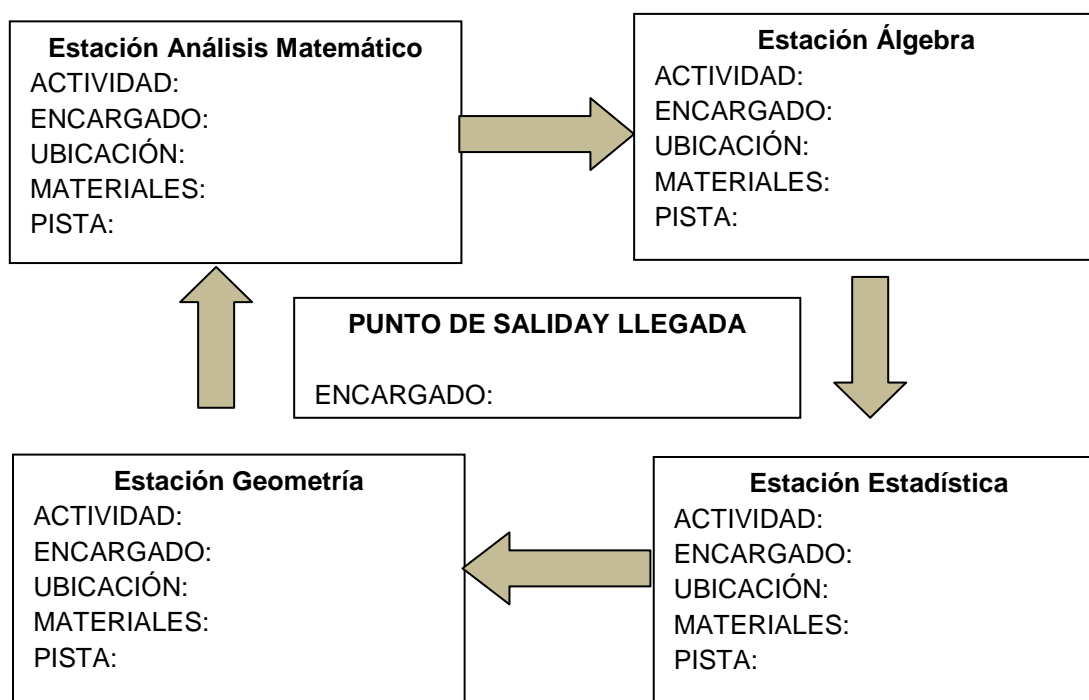 Estación Análisis Matemático
ACTIVIDAD:
ENCARGADO:
UBICACIÓN:
MATERIALES:
PISTA:
Estación Álgebra
ACTIVIDAD:
ENCARGADO:
UBICACIÓN:
MATERIALES:
PISTA:
PUNTO DE SALIDAY LLEGADA
ENCARGADO:
Estación Geometría
ACTIVIDAD:
ENCARGADO:
UBICACIÓN:
MATERIALES:
PISTA:
Estación Estadística
ACTIVIDAD:
ENCARGADO:
UBICACIÓN:
MATERIALES:
PISTA: